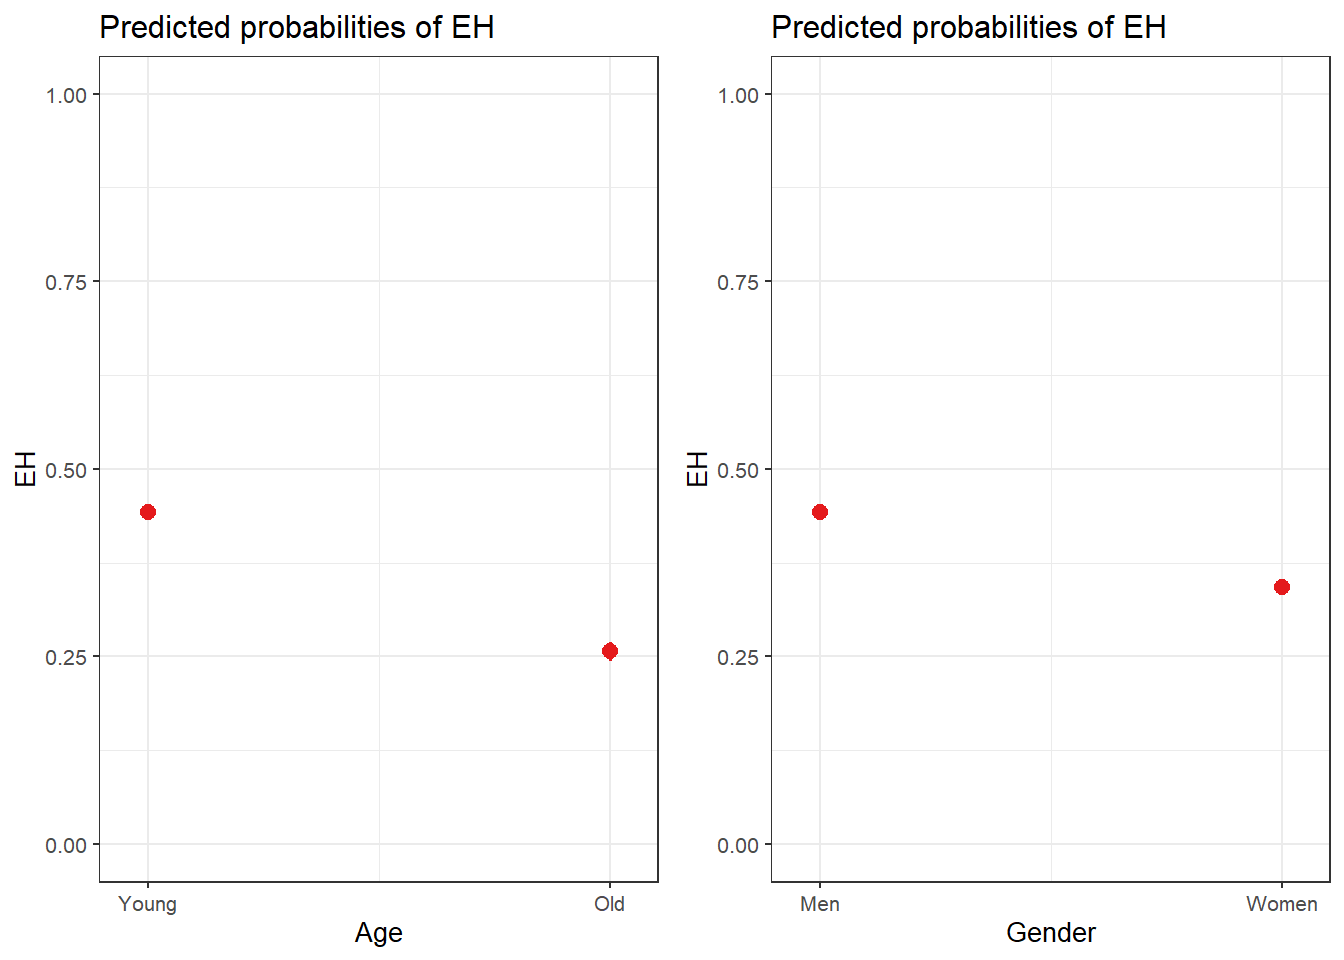 Predicted probabilities of EH
1.00
0.75
0.50
0.25
0.00
EH
Young
Old
Age
Predicted probabilities of EH
1.00
0.75
0.50
0.25
0.00
EH
Men
Women
Gender